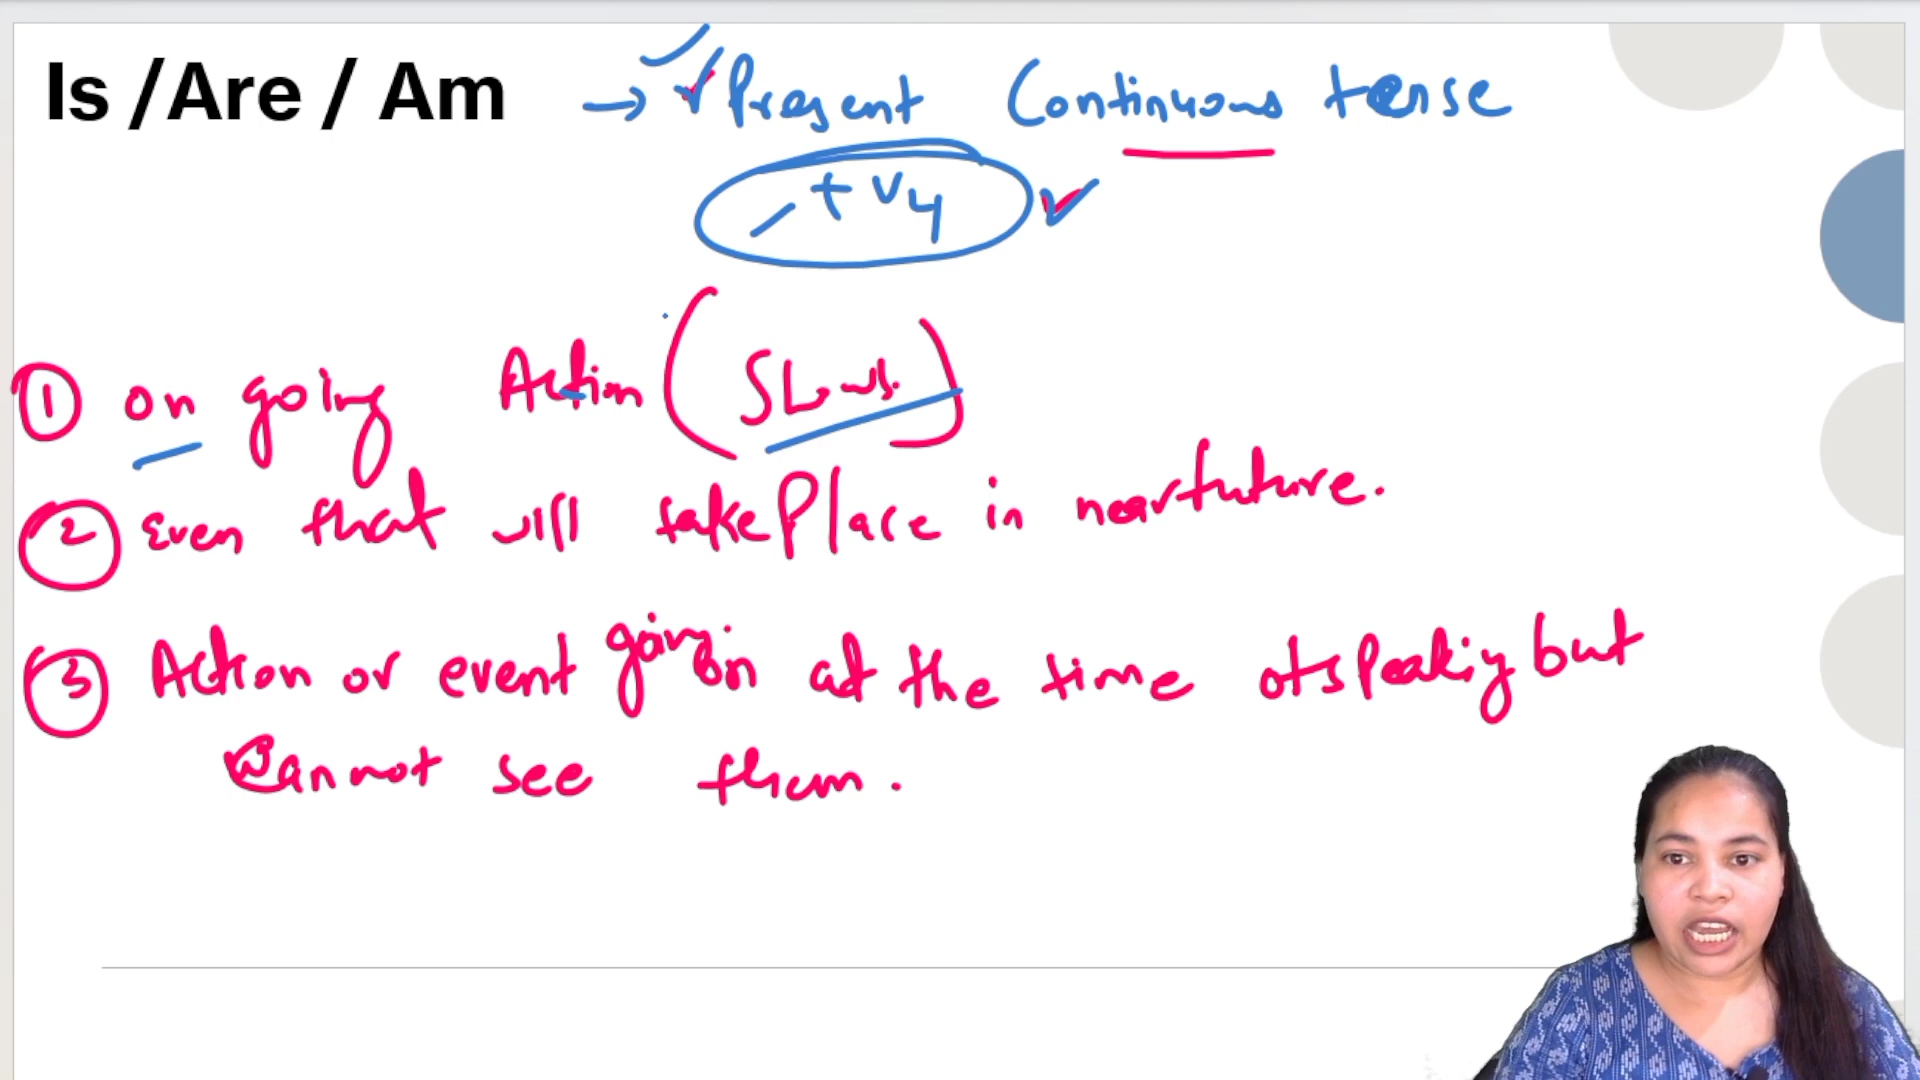 Is /Are / Am → Present Continuous tense
+ V4
① on going Action (Shows.)
② Even that will take Place in near future.
③ Action or event going on at the time of speaking but
Cannot see them.